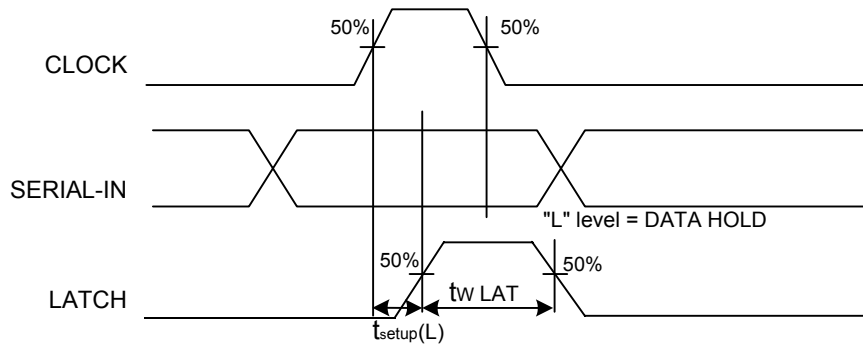 50%
50%
CLOCK
SERIAL-IN
"L" level = DATA HOLD
50%
50%
LATCH
tw LAT
tsetup(L)